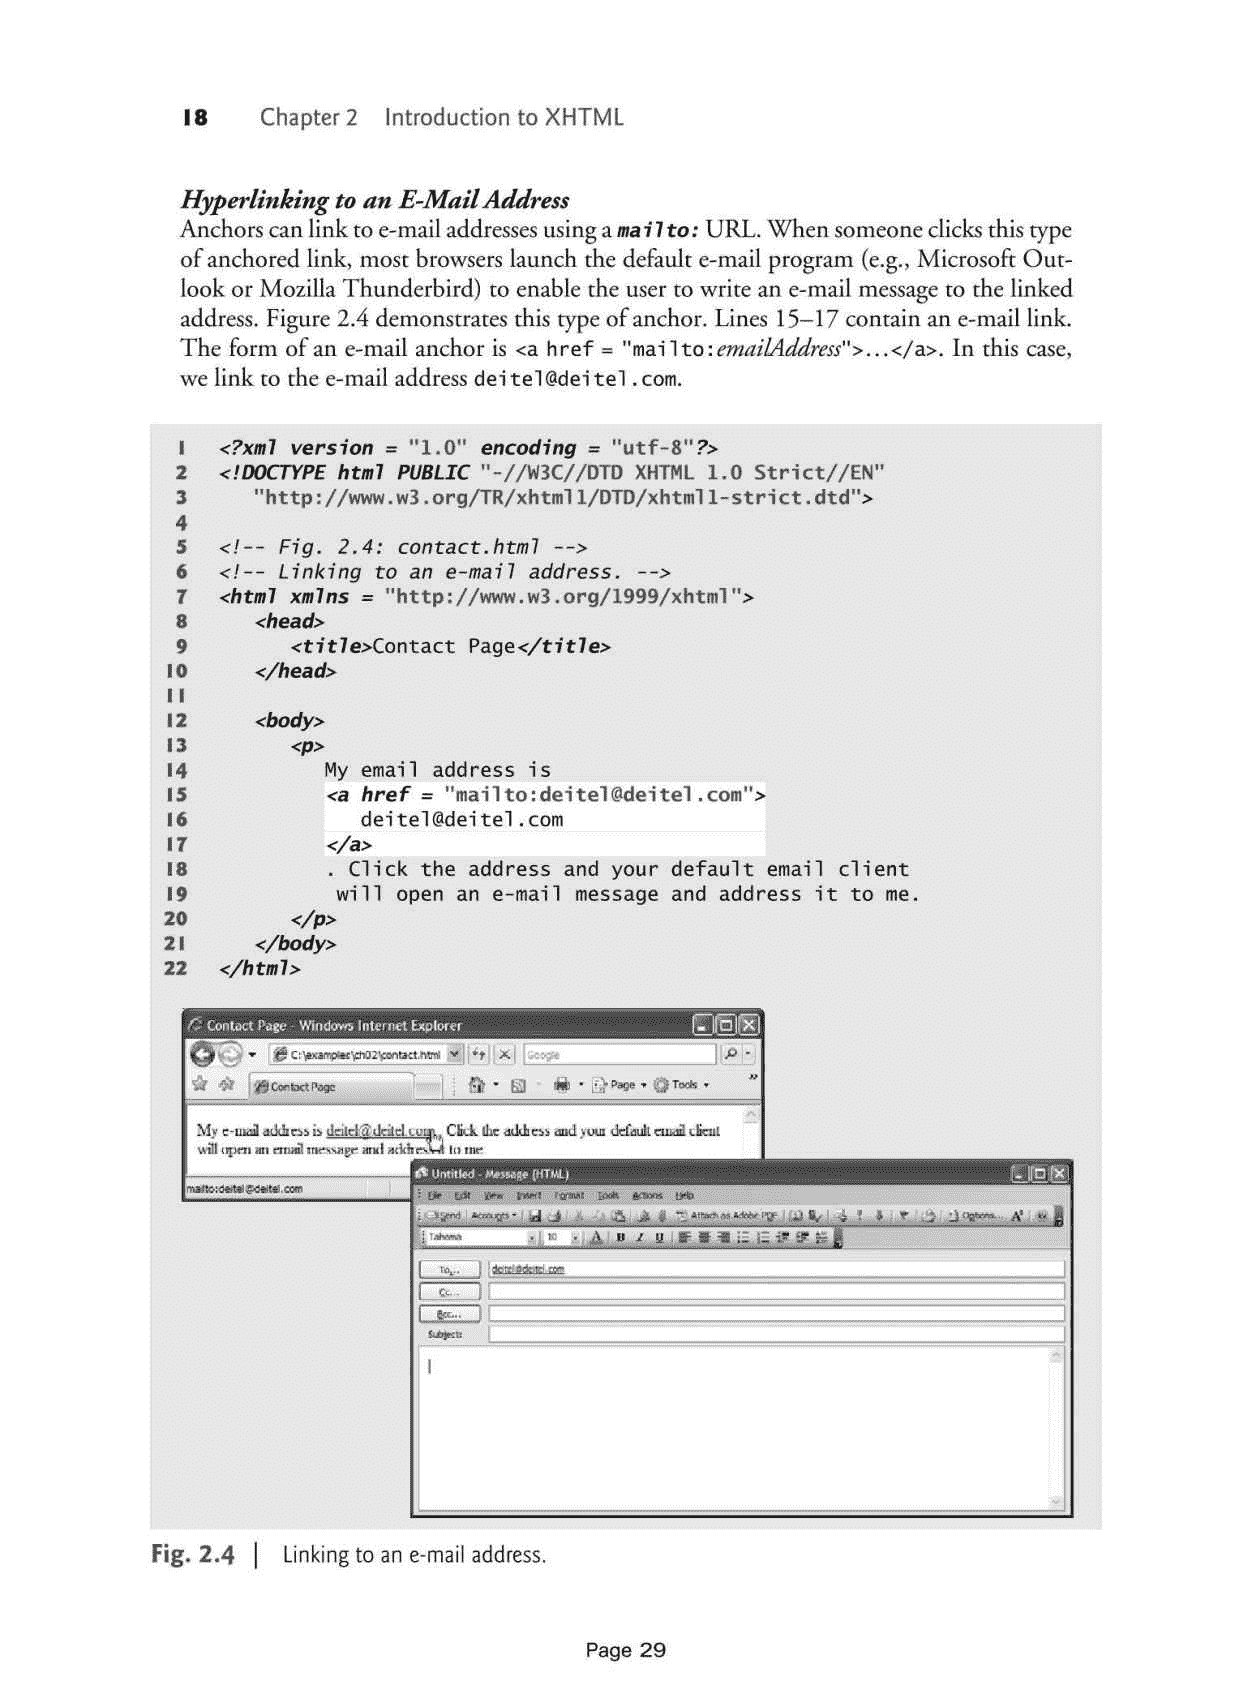 18 Chapter 2 Introduction to XHTML
Hyperlinking to an E-Mail Address
Anchors can link to e-mail addresses using a mailto: URL. When someone clicks this type
of anchored link, most browsers launch the default e-mail program (e.g., Microsoft Out-
look or Mozilla Thunderbird) to enable the user to write an e-mail message to the linked
address. Figure 2.4 demonstrates this type of anchor. Lines 15–17 contain an e-mail link.
The form of an e-mail anchor is <a href = "mailto:emailAddress">...</a>. In this case,
we link to the e-mail address deitel@deitel.com.
1 <?xml version = "1.0" encoding = "utf-8"?>
2 <!DOCTYPE html PUBLIC "-//W3C//DTD XHTML 1.0 Strict//EN"
3 "http://www.w3.org/TR/xhtml1/DTD/xhtml1-strict.dtd">
4
5 <!-- Fig. 2.4: contact.html -->
6 <!-- Linking to an e-mail address. -->
7 <html xmlns = "http://www.w3.org/1999/xhtml">
8 <head>
9 <title>Contact Page</title>
10 </head>
11
12 <body>
13 <p>
14 My email address is
15 <a href = "mailto:deitel@deitel.com">
16 deitel@deitel.com
17 </a>
18 . Click the address and your default email client
19 will open an e-mail message and address it to me.
20 </p>
21 </body>
22 </html>
Contact Page - Windows Internet Explorer
C:\examples\ch02\contact.html Google
Contact Page Page Tools »
My e-mail address is deitel@deitel.com. Click the address and your default email client
will open an email message and address it to me
mailto:deitel@deitel.com
Untitled - Message (HTML)
File Edit View Insert Format Tools Actions Help
Send Accounts Attach as Adobe PDF Options...
Tahoma 10 A B I U
To... deitel@deitel.com
Cc...
Bcc...
Subject:
Fig. 2.4 | Linking to an e-mail address.
Page 29